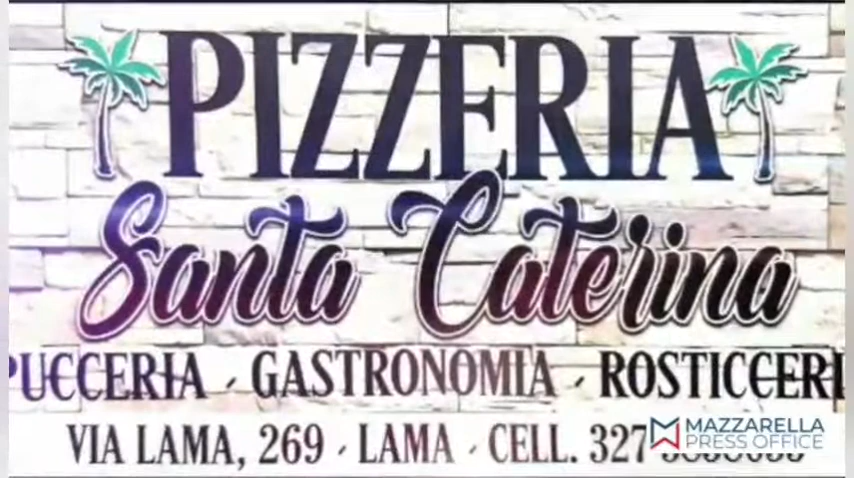 PIZZERIA
Santa Caterina
PUCCERIA - GASTRONOMIA - ROSTICCERI
VIA LAMA, 269 - LAMA - CELL. 327
MAZZARELLA
PRESS OFFICE